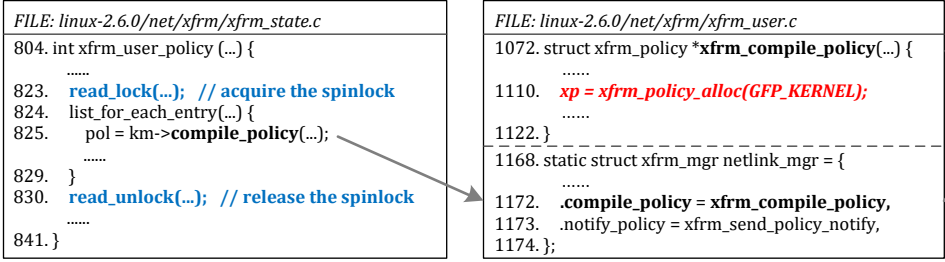 FILE: linux-2.6.0/net/xfrm/xfrm_state.c
804. int xfrm_user_policy (...) {
......
823. read_lock(...); // acquire the spinlock
824. list_for_each_entry(...) {
825. pol = km->compile_policy(...);
......
829. }
830. read_unlock(...); // release the spinlock
......
841. }
FILE: linux-2.6.0/net/xfrm/xfrm_user.c
1072. struct xfrm_policy *xfrm_compile_policy(...) {
......
1110. xp = xfrm_policy_alloc(GFP_KERNEL);
......
1122. }
1168. static struct xfrm_mgr netlink_mgr = {
......
1172. .compile_policy = xfrm_compile_policy,
1173. .notify_policy = xfrm_send_policy_notify,
1174. };